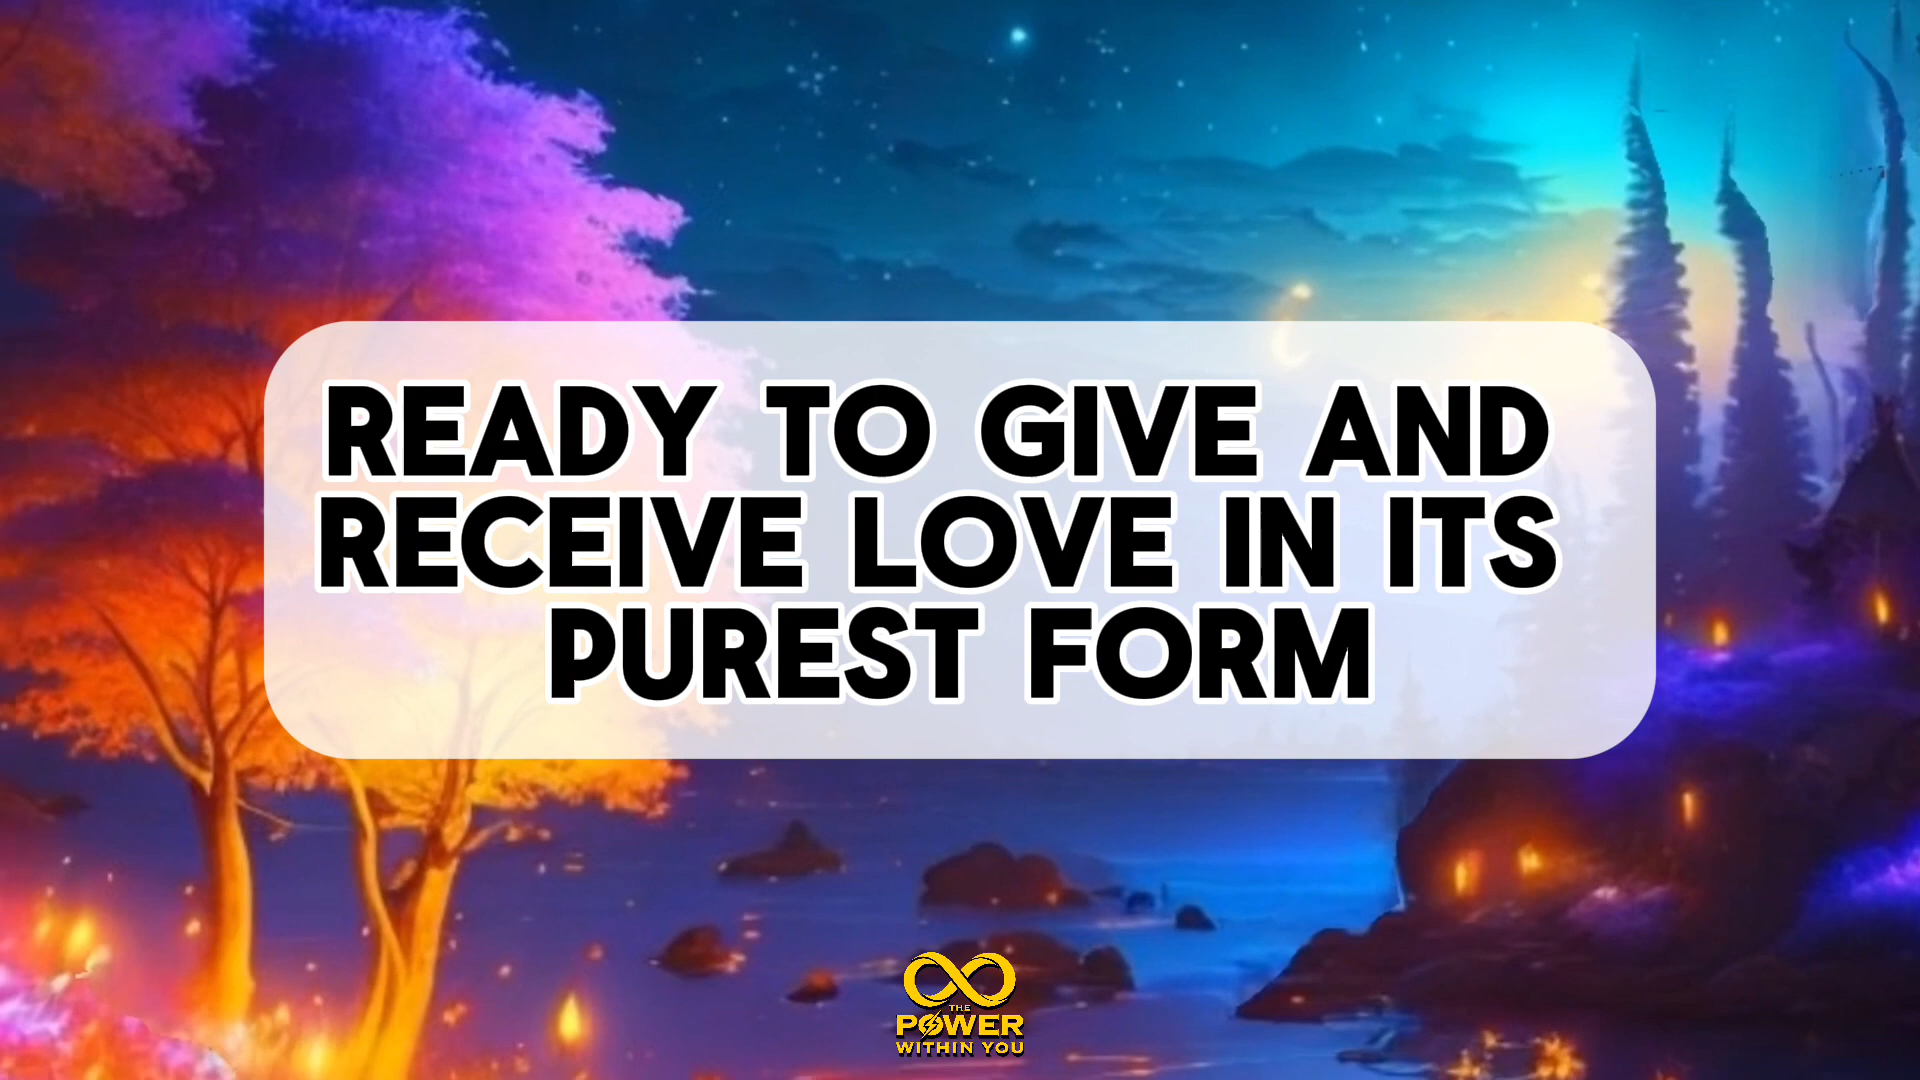 READY TO GIVE AND
RECEIVE LOVE IN ITS
PUREST FORM
THE
POWER
WITHIN YOU